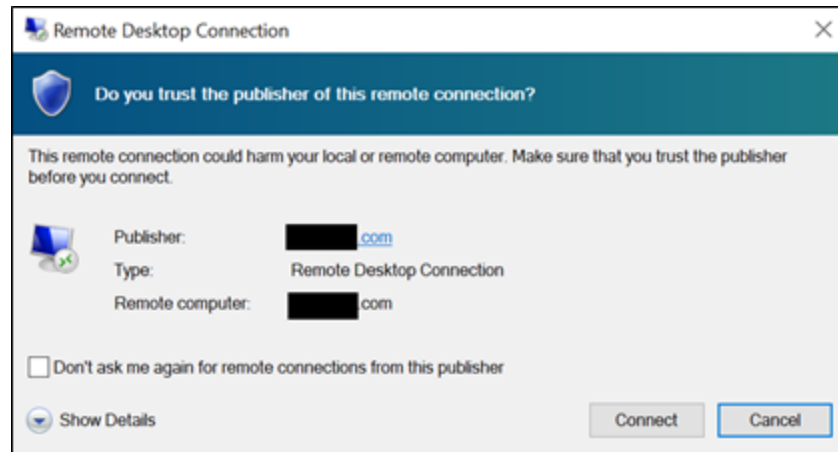 Remote Desktop Connection
Do you trust the publisher of this remote connection?
This remote connection could harm your local or remote computer. Make sure that you trust the publisher
before you connect.
Publisher: .com
Type: Remote Desktop Connection
Remote computer: .com
Don't ask me again for remote connections from this publisher
Show Details Connect Cancel